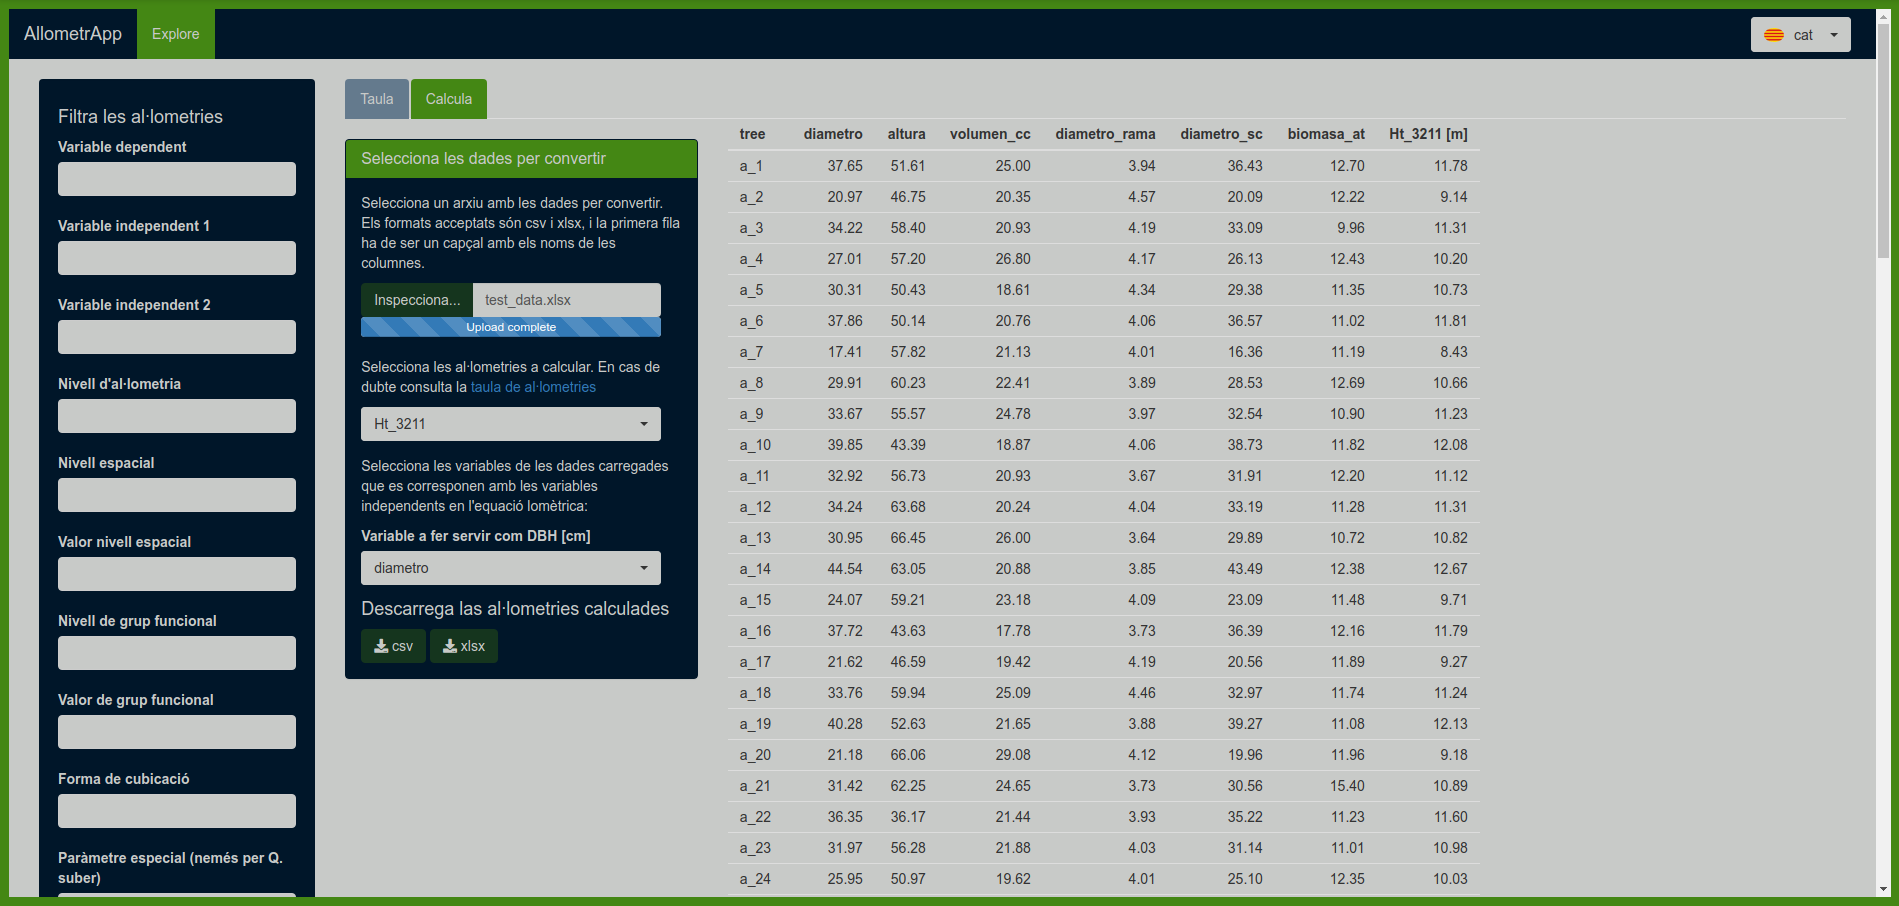 AllometrApp Explore cat
Filtra les al·lometries
Variable dependent
Variable independent 1
Variable independent 2
Nivell d'al·lometria
Nivell espacial
Valor nivell espacial
Nivell de grup funcional
Valor de grup funcional
Forma de cubicació
Paràmetre especial (només per Q.
suber)
Taula Calcula
Selecciona les dades per convertir
Selecciona un arxiu amb les dades per convertir.
Els formats acceptats són csv i xlsx, i la primera fila
ha de ser un capçal amb els noms de les
columnes.
Inspecciona... test_data.xlsx
Upload complete
Selecciona les al·lometries a calcular. En cas de
dubte consulta la taula de al·lometries
Ht_3211
Selecciona les variables de les dades carregades
que es corresponen amb les variables
independents en l'equació lomètrica:
Variable a fer servir com DBH [cm]
diametro
Descarrega las al·lometries calculades
csv xlsx
tree diametro altura volumen_cc diametro_rama diametro_sc biomasa_at Ht_3211 [m]
a_1 37.65 51.61 25.00 3.94 36.43 12.70 11.78
a_2 20.97 46.75 20.35 4.57 20.09 12.22 9.14
a_3 34.22 58.40 20.93 4.19 33.09 9.96 11.31
a_4 27.01 57.20 26.80 4.17 26.13 12.43 10.20
a_5 30.31 50.43 18.61 4.34 29.38 11.35 10.73
a_6 37.86 50.14 20.76 4.06 36.57 11.02 11.81
a_7 17.41 57.82 21.13 4.01 16.36 11.19 8.43
a_8 29.91 60.23 22.41 3.89 28.53 12.69 10.66
a_9 33.67 55.57 24.78 3.97 32.54 10.90 11.23
a_10 39.85 43.39 18.87 4.06 38.73 11.82 12.08
a_11 32.92 56.73 20.93 3.67 31.91 12.20 11.12
a_12 34.24 63.68 20.24 4.04 33.19 11.28 11.31
a_13 30.95 66.45 26.00 3.64 29.89 10.72 10.82
a_14 44.54 63.05 20.88 3.85 43.49 12.38 12.67
a_15 24.07 59.21 23.18 4.09 23.09 11.48 9.71
a_16 37.72 43.63 17.78 3.73 36.39 12.16 11.79
a_17 21.62 46.59 19.42 4.19 20.56 11.89 9.27
a_18 33.76 59.94 25.09 4.46 32.97 11.74 11.24
a_19 40.28 52.63 21.65 3.88 39.27 11.08 12.13
a_20 21.18 66.06 29.08 4.12 19.96 11.96 9.18
a_21 31.42 62.25 24.65 3.73 30.56 15.40 10.89
a_22 36.35 36.17 21.44 3.93 35.22 11.23 11.60
a_23 31.97 56.28 21.88 4.03 31.14 11.01 10.98
a_24 25.95 50.97 19.62 4.01 25.10 12.35 10.03